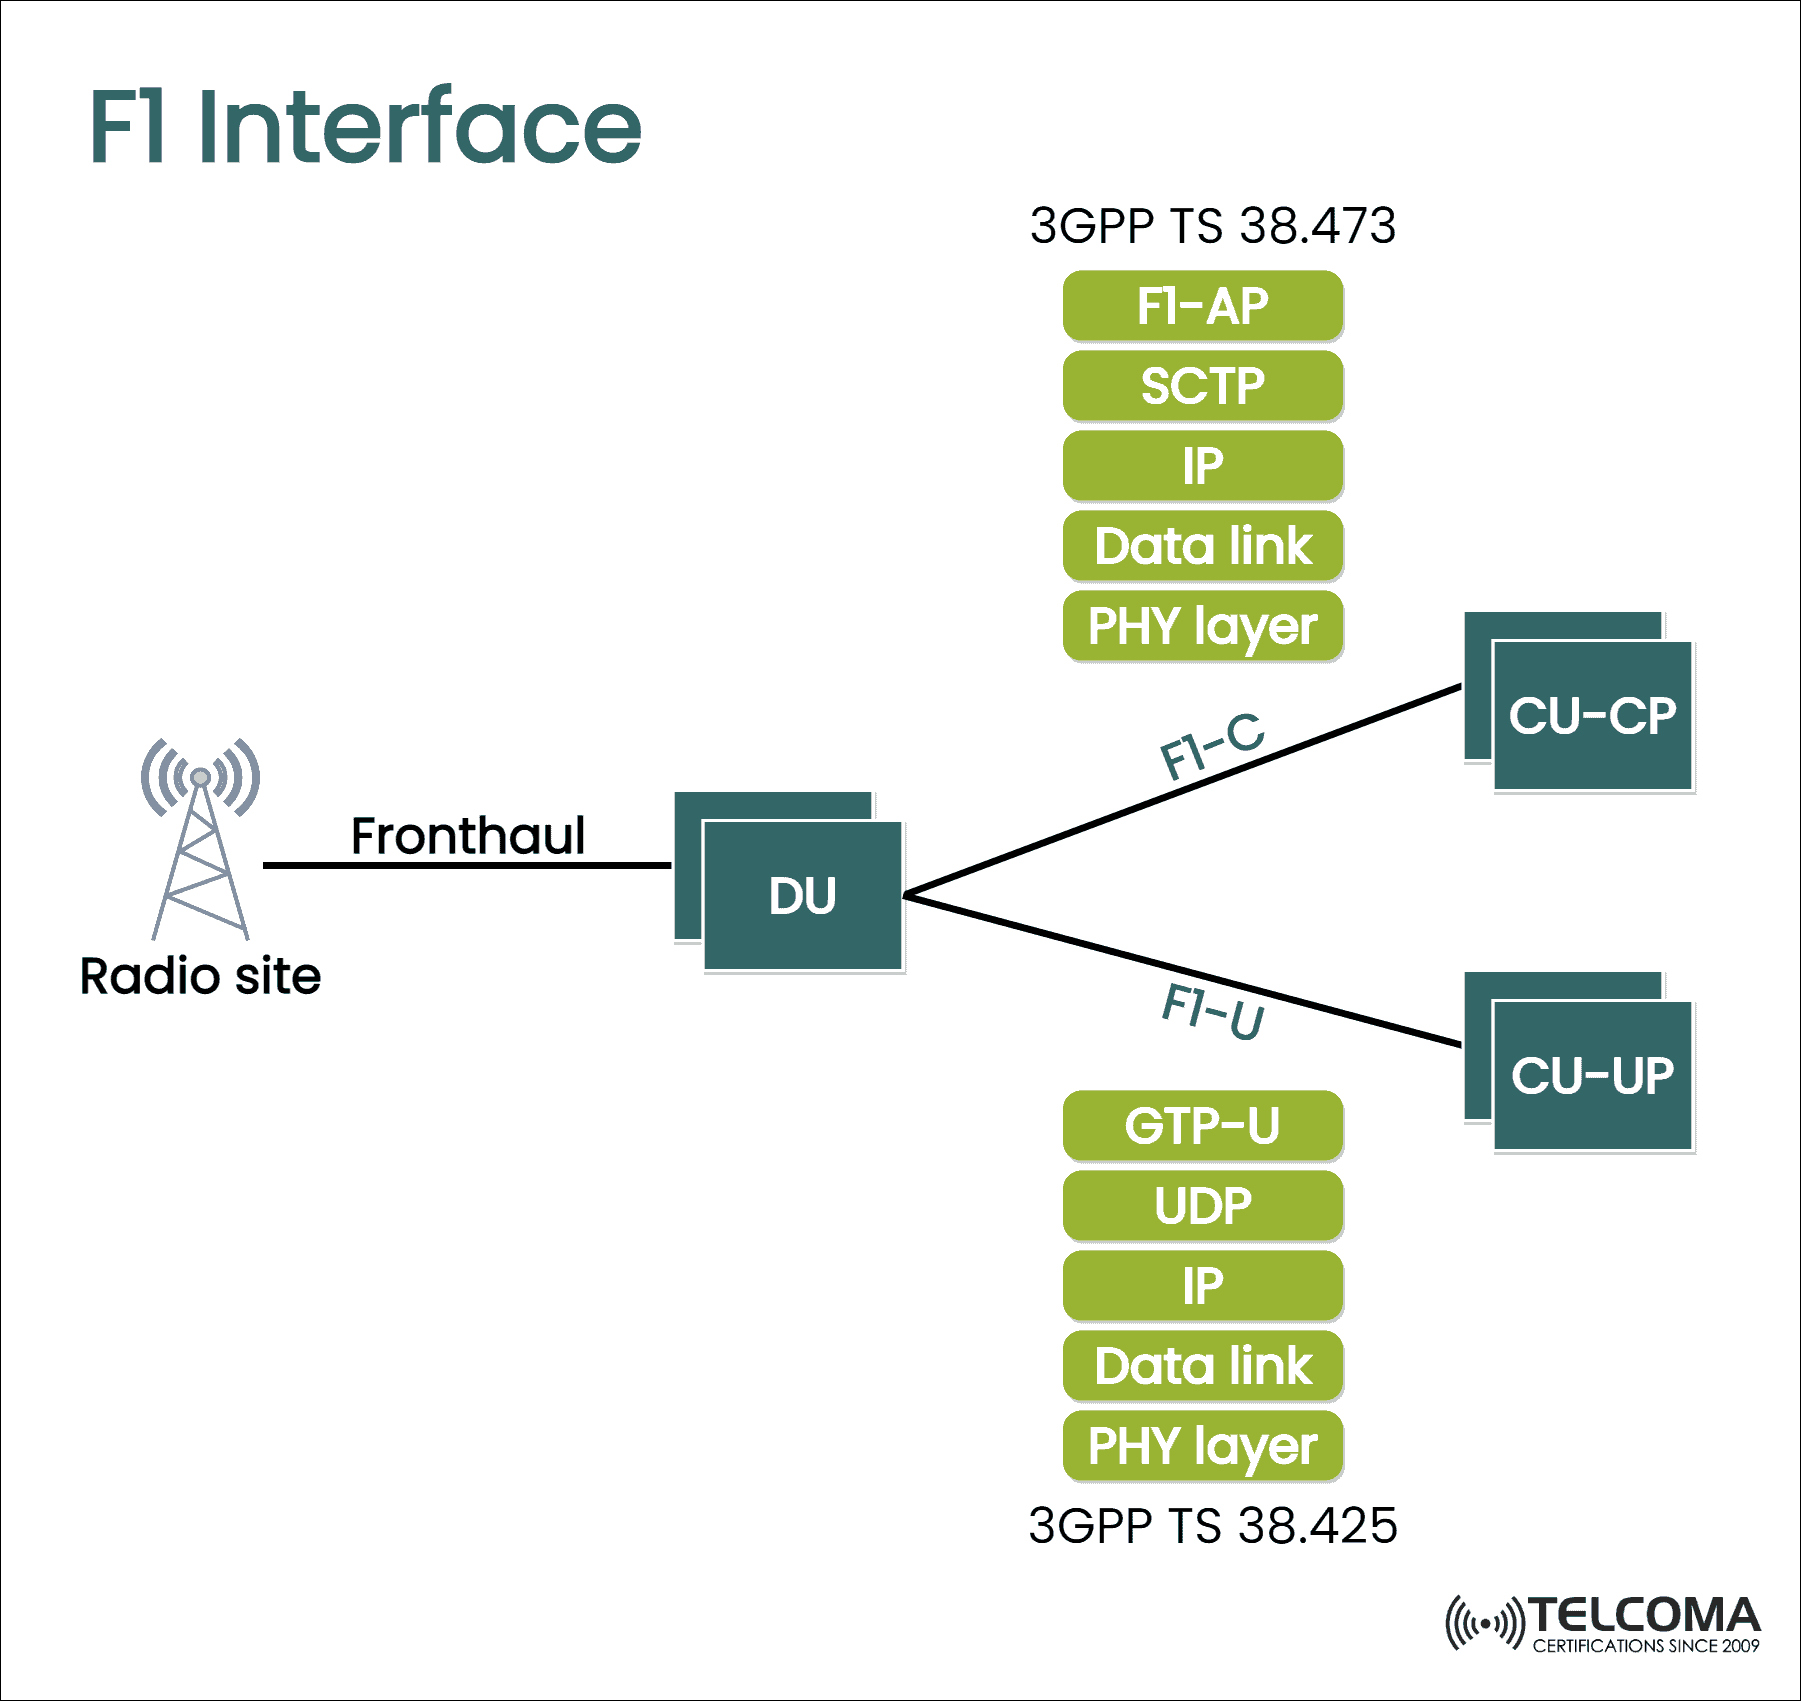 F1 Interface
3GPP TS 38.473
F1-AP
SCTP
IP
Data link
PHY layer
CU-CP
F1-C
Fronthaul
DU
Radio site
F1-U
CU-UP
GTP-U
UDP
IP
Data link
PHY layer
3GPP TS 38.425
TELCOMA
CERTIFICATIONS SINCE 2009